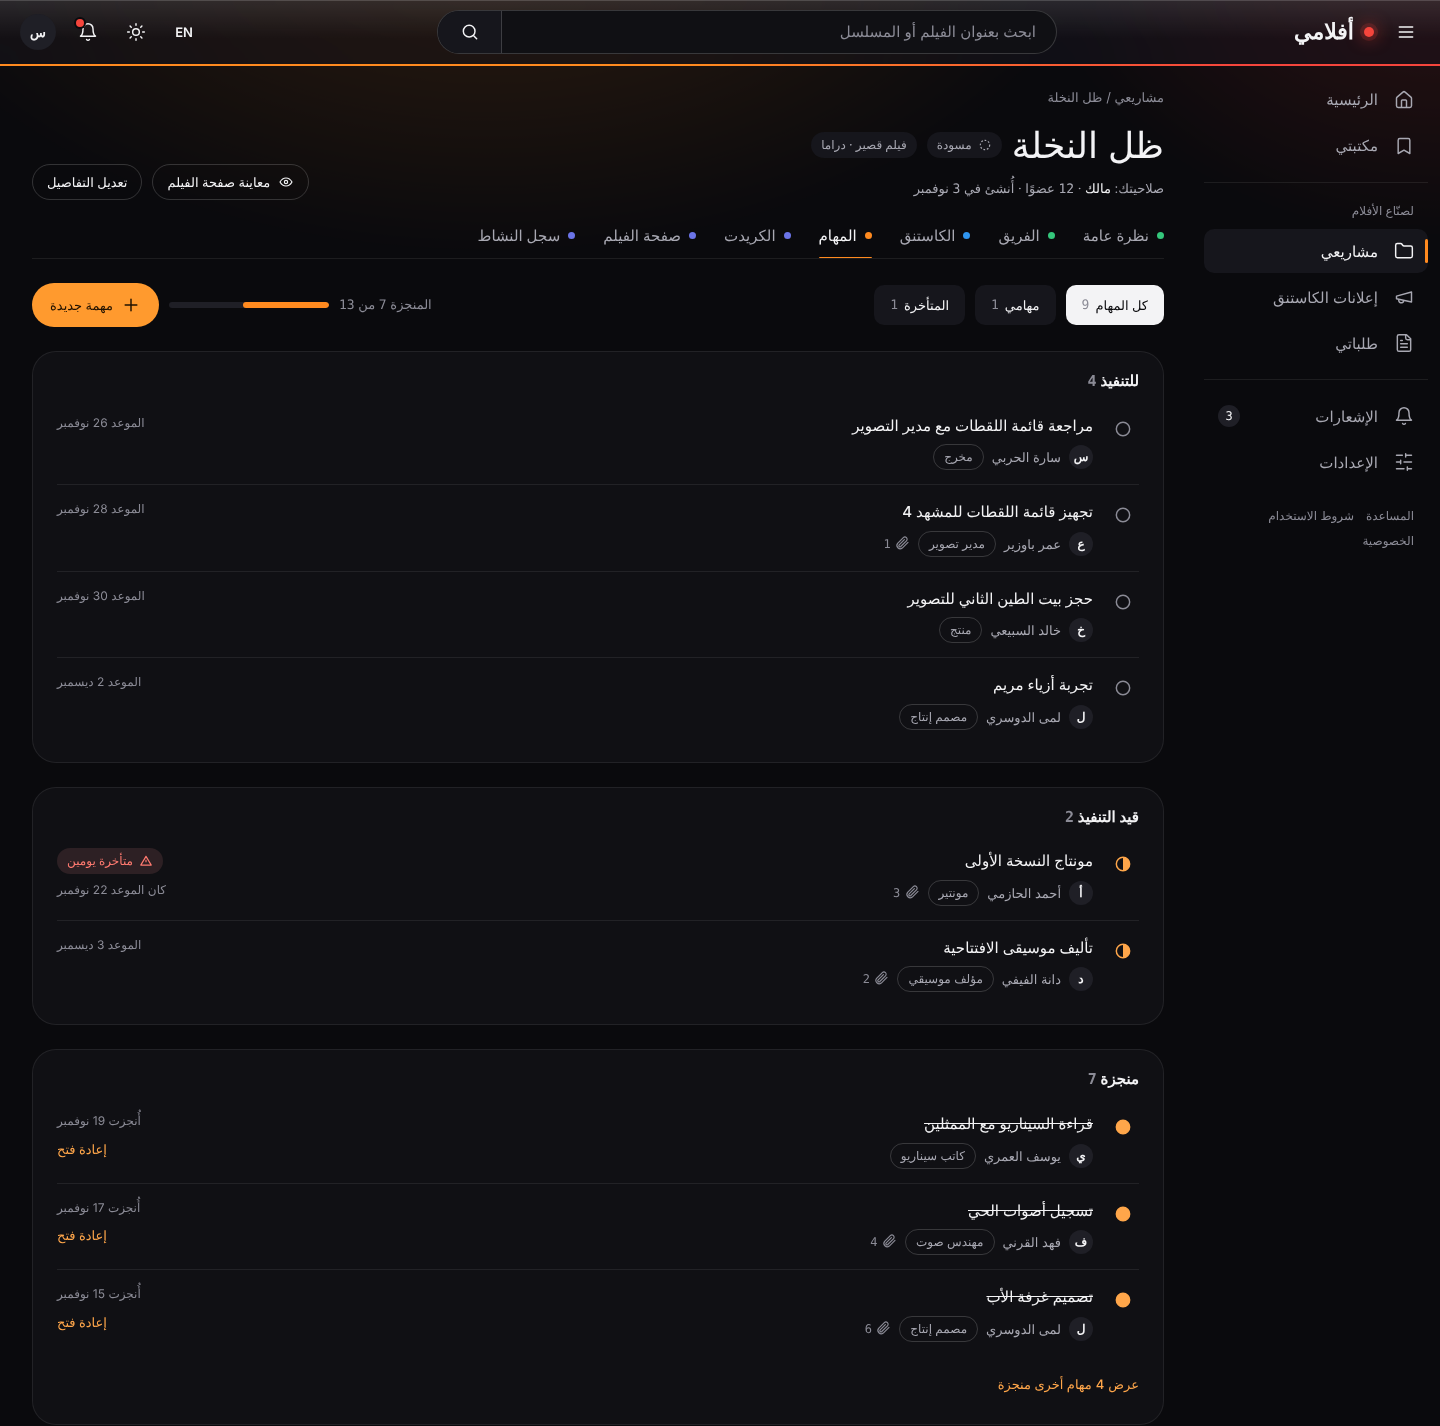 أفلامي
ابحث بعنوان الفيلم أو المسلسل
EN
س
الرئيسية
مكتبتي
لصنّاع الأفلام
مشاريعي
إعلانات الكاستنق
طلباتي
الإشعارات 3
الإعدادات
المساعدة شروط الاستخدام
الخصوصية
مشاريعي / ظل النخلة
ظل النخلة مسودة فيلم قصير · دراما
صلاحيتك: مالك · 12 عضوًا · أُنشئ في 3 نوفمبر
معاينة صفحة الفيلم تعديل التفاصيل
نظرة عامة الفريق الكاستنق المهام الكريدت صفحة الفيلم سجل النشاط
كل المهام 9 مهامي 1 المتأخرة 1
المنجزة 7 من 13
مهمة جديدة
للتنفيذ 4
مراجعة قائمة اللقطات مع مدير التصوير الموعد 26 نوفمبر
س سارة الحربي مخرج
تجهيز قائمة اللقطات للمشهد 4 الموعد 28 نوفمبر
ع عمر باوزير مدير تصوير 1
حجز بيت الطين الثاني للتصوير الموعد 30 نوفمبر
خ خالد السبيعي منتج
تجربة أزياء مريم الموعد 2 ديسمبر
ل لمى الدوسري مصمم إنتاج
قيد التنفيذ 2
مونتاج النسخة الأولى متأخرة يومين
أ أحمد الحازمي مونتير 3 كان الموعد 22 نوفمبر
تأليف موسيقى الافتتاحية الموعد 3 ديسمبر
د دانة الفيفي مؤلف موسيقي 2
منجزة 7
قراءة السيناريو مع الممثلين أُنجزت 19 نوفمبر
ي يوسف العمري كاتب سيناريو إعادة فتح
تسجيل أصوات الحي أُنجزت 17 نوفمبر
ف فهد القرني مهندس صوت 4 إعادة فتح
تصميم غرفة الأب أُنجزت 15 نوفمبر
ل لمى الدوسري مصمم إنتاج 6 إعادة فتح
عرض 4 مهام أخرى منجزة